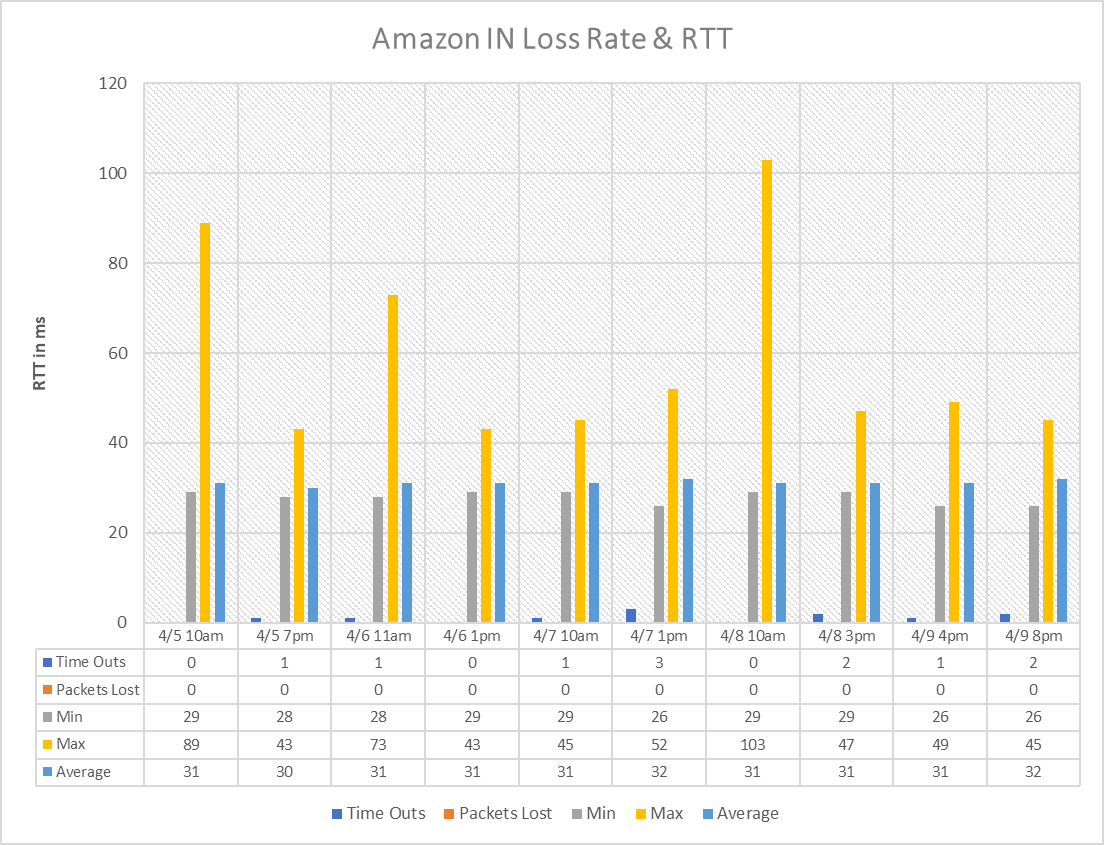 Amazon IN Loss Rate & RTT
120
100
80
60
40
20
0
RTT in ms
4/5 10am 4/5 7pm 4/6 11am 4/6 1pm 4/7 10am 4/7 1pm 4/8 10am 4/8 3pm 4/9 4pm 4/9 8pm
Time Outs 0 1 1 0 1 3 0 2 1 2
Packets Lost 0 0 0 0 0 0 0 0 0 0
Min 29 28 28 29 29 26 29 29 26 26
Max 89 43 73 43 45 52 103 47 49 45
Average 31 30 31 31 31 32 31 31 31 32
Time Outs Packets Lost Min Max Average